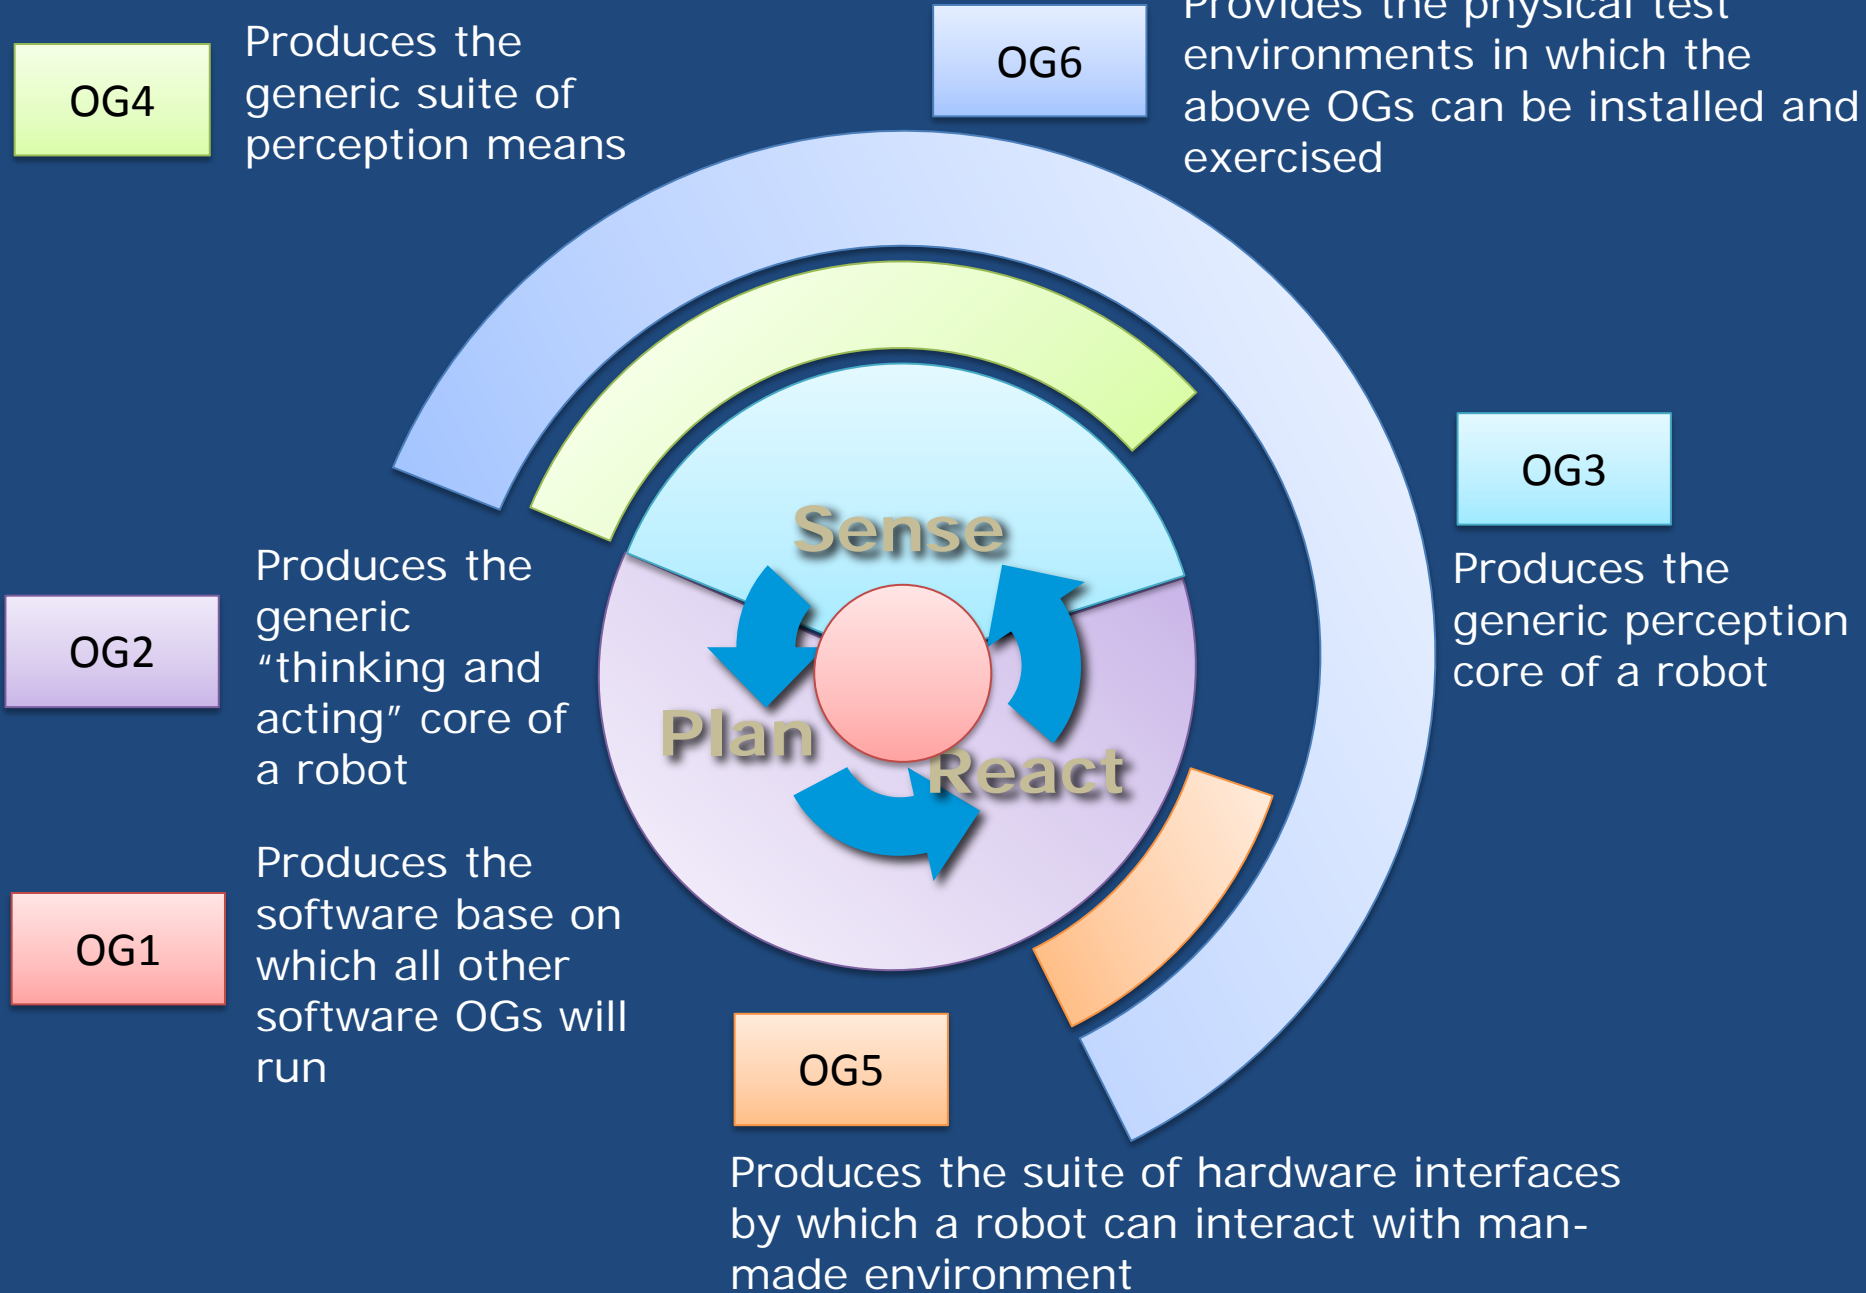 OG4
Produces the
generic suite of
perception means
OG6
Provides the physical test
environments in which the
above OGs can be installed and
exercised
Sense
Plan
React
OG3
Produces the
generic perception
core of a robot
OG2
Produces the
generic
“thinking and
acting” core of
a robot
OG1
Produces the
software base on
which all other
software OGs will
run
OG5
Produces the suite of hardware interfaces
by which a robot can interact with man-
made environment